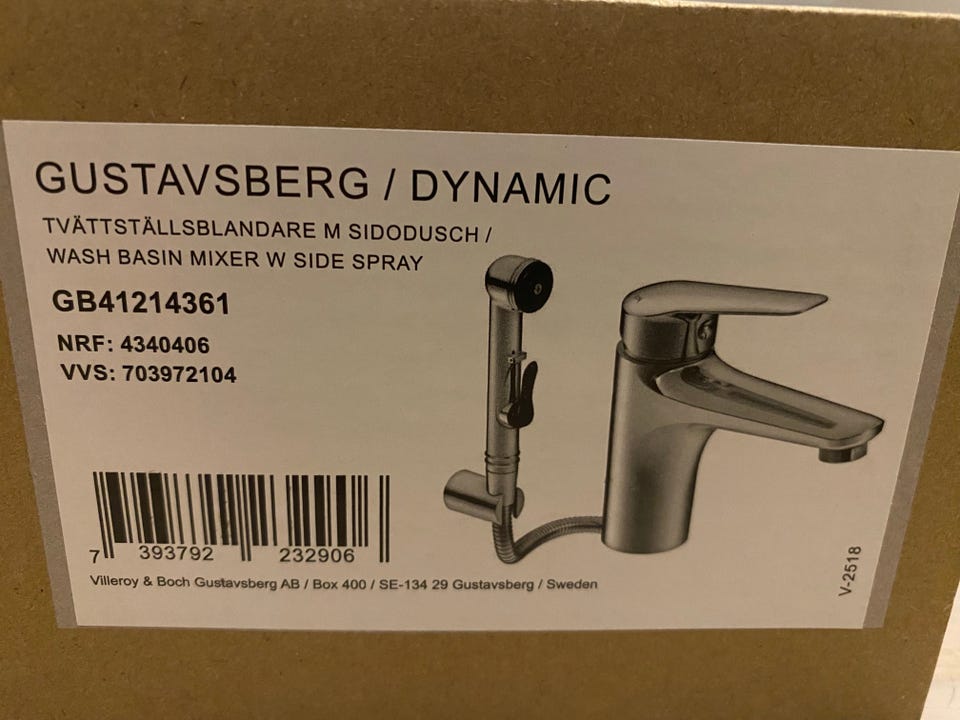 GUSTAVSBERG / DYNAMIC
TVÄTTSTÄLLSBLANDARE M SIDODUSCH /
WASH BASIN MIXER W SIDE SPRAY
GB41214361
NRF: 4340406
VVS: 703972104
7 393792 232906
Villeroy & Boch Gustavsberg AB / Box 400 / SE-134 29 Gustavsberg / Sweden
V-2518